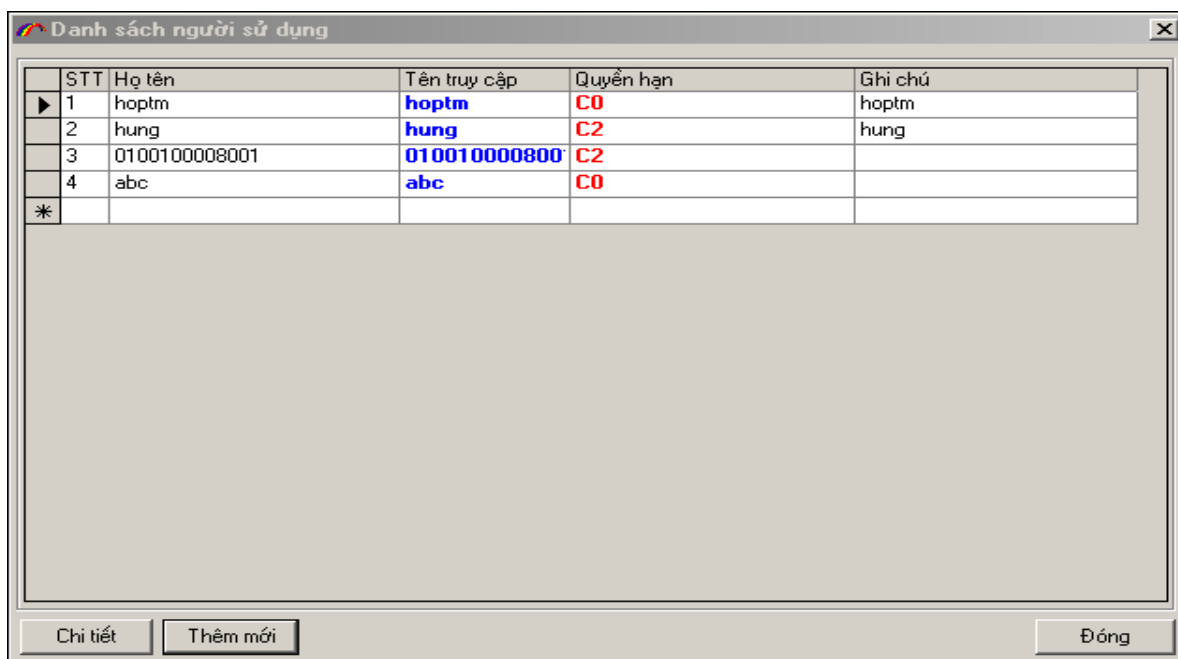 Danh sách người sử dụng
STT Họ tên Tên truy cập Quyền hạn Ghi chú
1 hoptm hoptm C0 hoptm
2 hung hung C2 hung
3 0100100008001 010010000800 C2
4 abc abc C0
Chi tiết Thêm mới Đóng